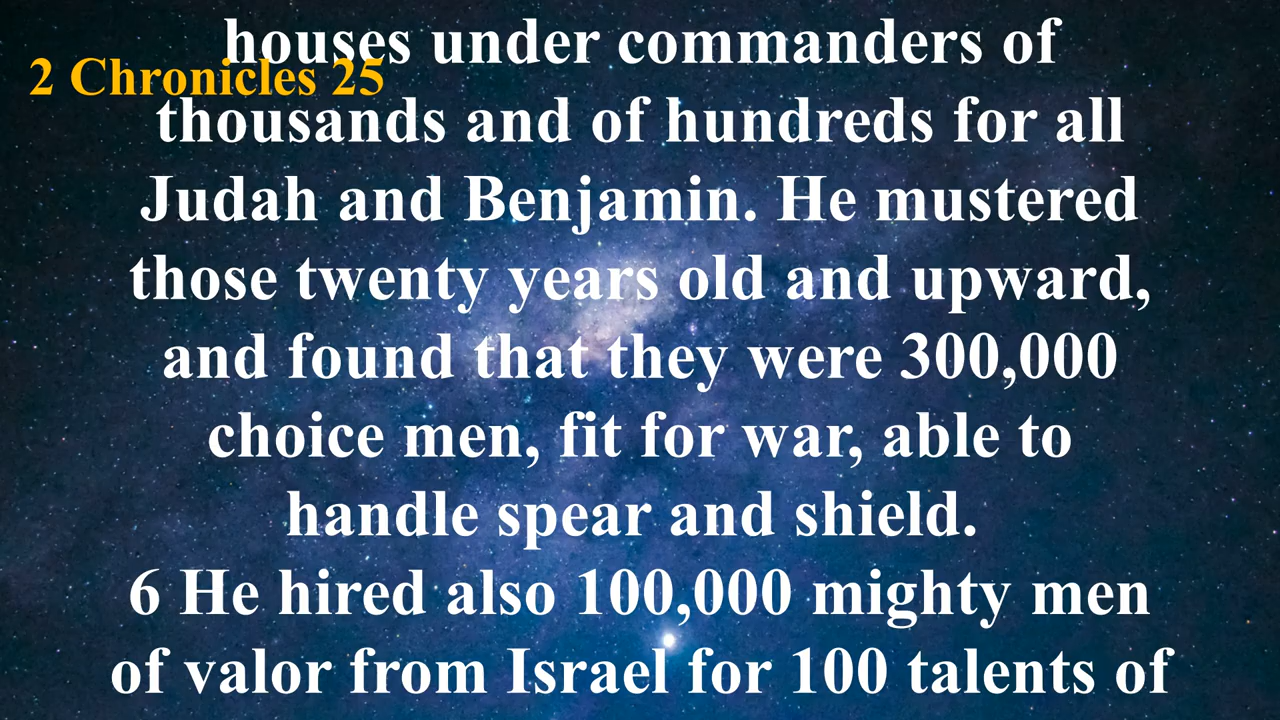 houses under commanders of
2 Chronicles 25
thousands and of hundreds for all
Judah and Benjamin. He mustered
those twenty years old and upward,
and found that they were 300,000
choice men, fit for war, able to
handle spear and shield.
6 He hired also 100,000 mighty men
of valor from Israel for 100 talents of